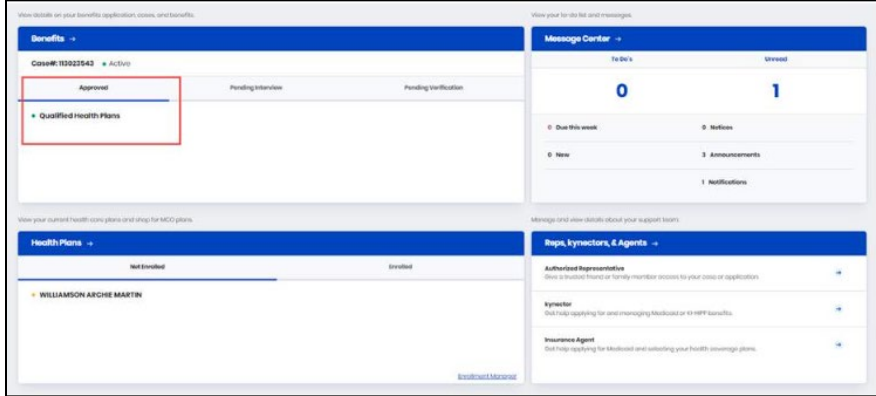 View details on your benefits application, cases, and benefits.
Benefits →
Case#: 113023543 • Active
Approved Pending Interview Pending Verification
• Qualified Health Plans
View your to-do list and messages.
Message Center →
To Do's Unread
0 1
0 Due this week 0 Notices
0 New 3 Announcements
1 Notifications
View your current health care plans and shop for MCO plans.
Health Plans →
Not Enrolled Enrolled
• WILLIAMSON ARCHIE MARTIN
Enrollment Manager
Manage and view details about your support team.
Reps, kynectors, & Agents →
Authorized Representative
Give a trusted friend or family member access to your case or application.
kynector
Get help applying for and managing Medicaid or KI-HIPP benefits.
Insurance Agent
Get help applying for Medicaid and selecting your health coverage plans.